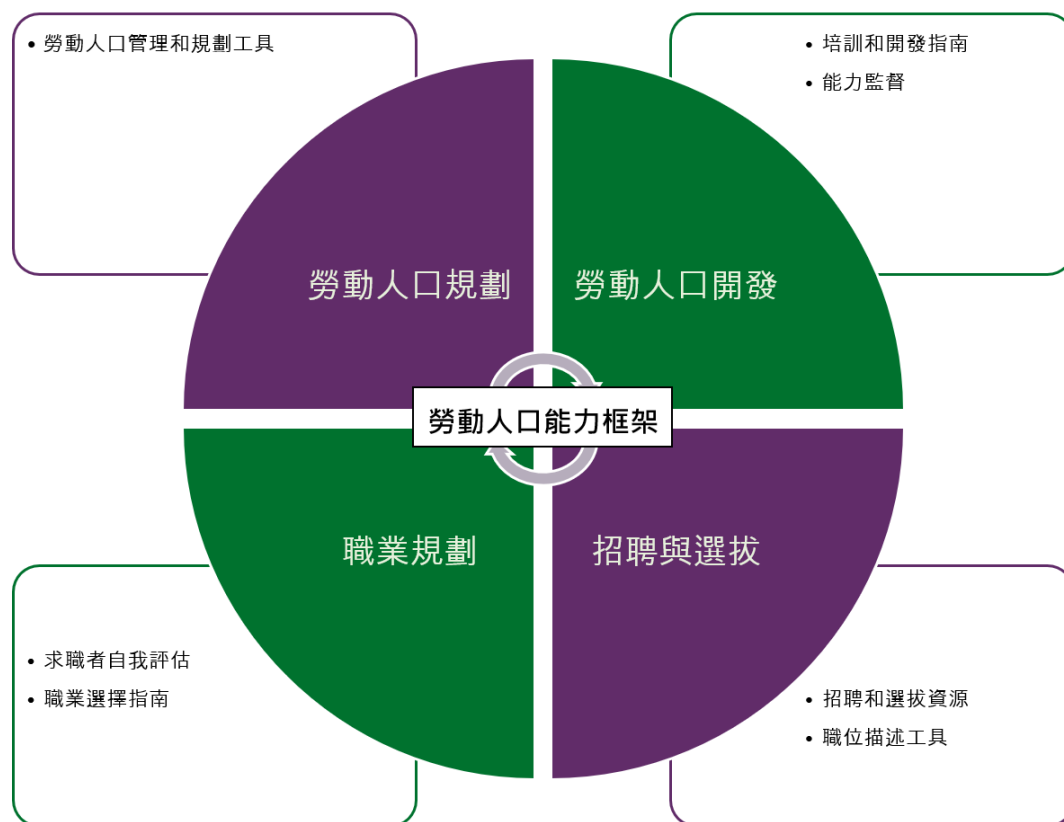 • 勞動人口管理和規劃工具
• 培訓和開發指南
• 能力監督
勞動人口規劃
勞動人口開發
勞動人口能力框架
職業規劃
招聘與選拔
• 求職者自我評估
• 職業選擇指南
• 招聘和選拔資源
• 職位描述工具